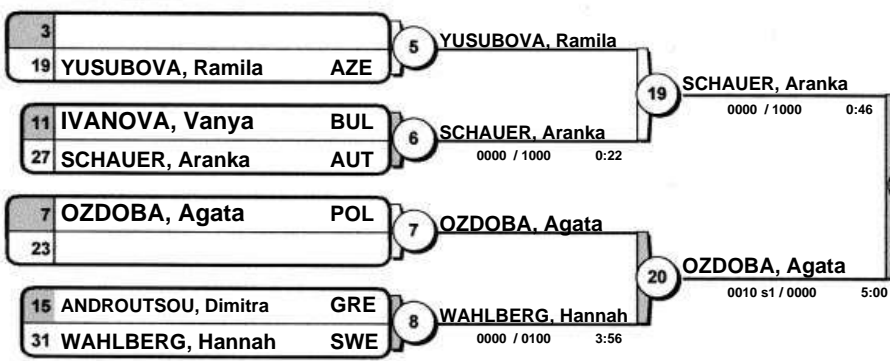 3
19 YUSUBOVA, Ramila AZE
5 YUSUBOVA, Ramila
11 IVANOVA, Vanya BUL
27 SCHAUER, Aranka AUT
6 SCHAUER, Aranka
0000 / 1000 0:22
19 SCHAUER, Aranka
0000 / 1000 0:46
7 OZDOBA, Agata POL
23
7 OZDOBA, Agata
15 ANDROUTSOU, Dimitra GRE
31 WAHLBERG, Hannah SWE
8 WAHLBERG, Hannah
0000 / 0100 3:56
20 OZDOBA, Agata
0010 s1 / 0000 5:00